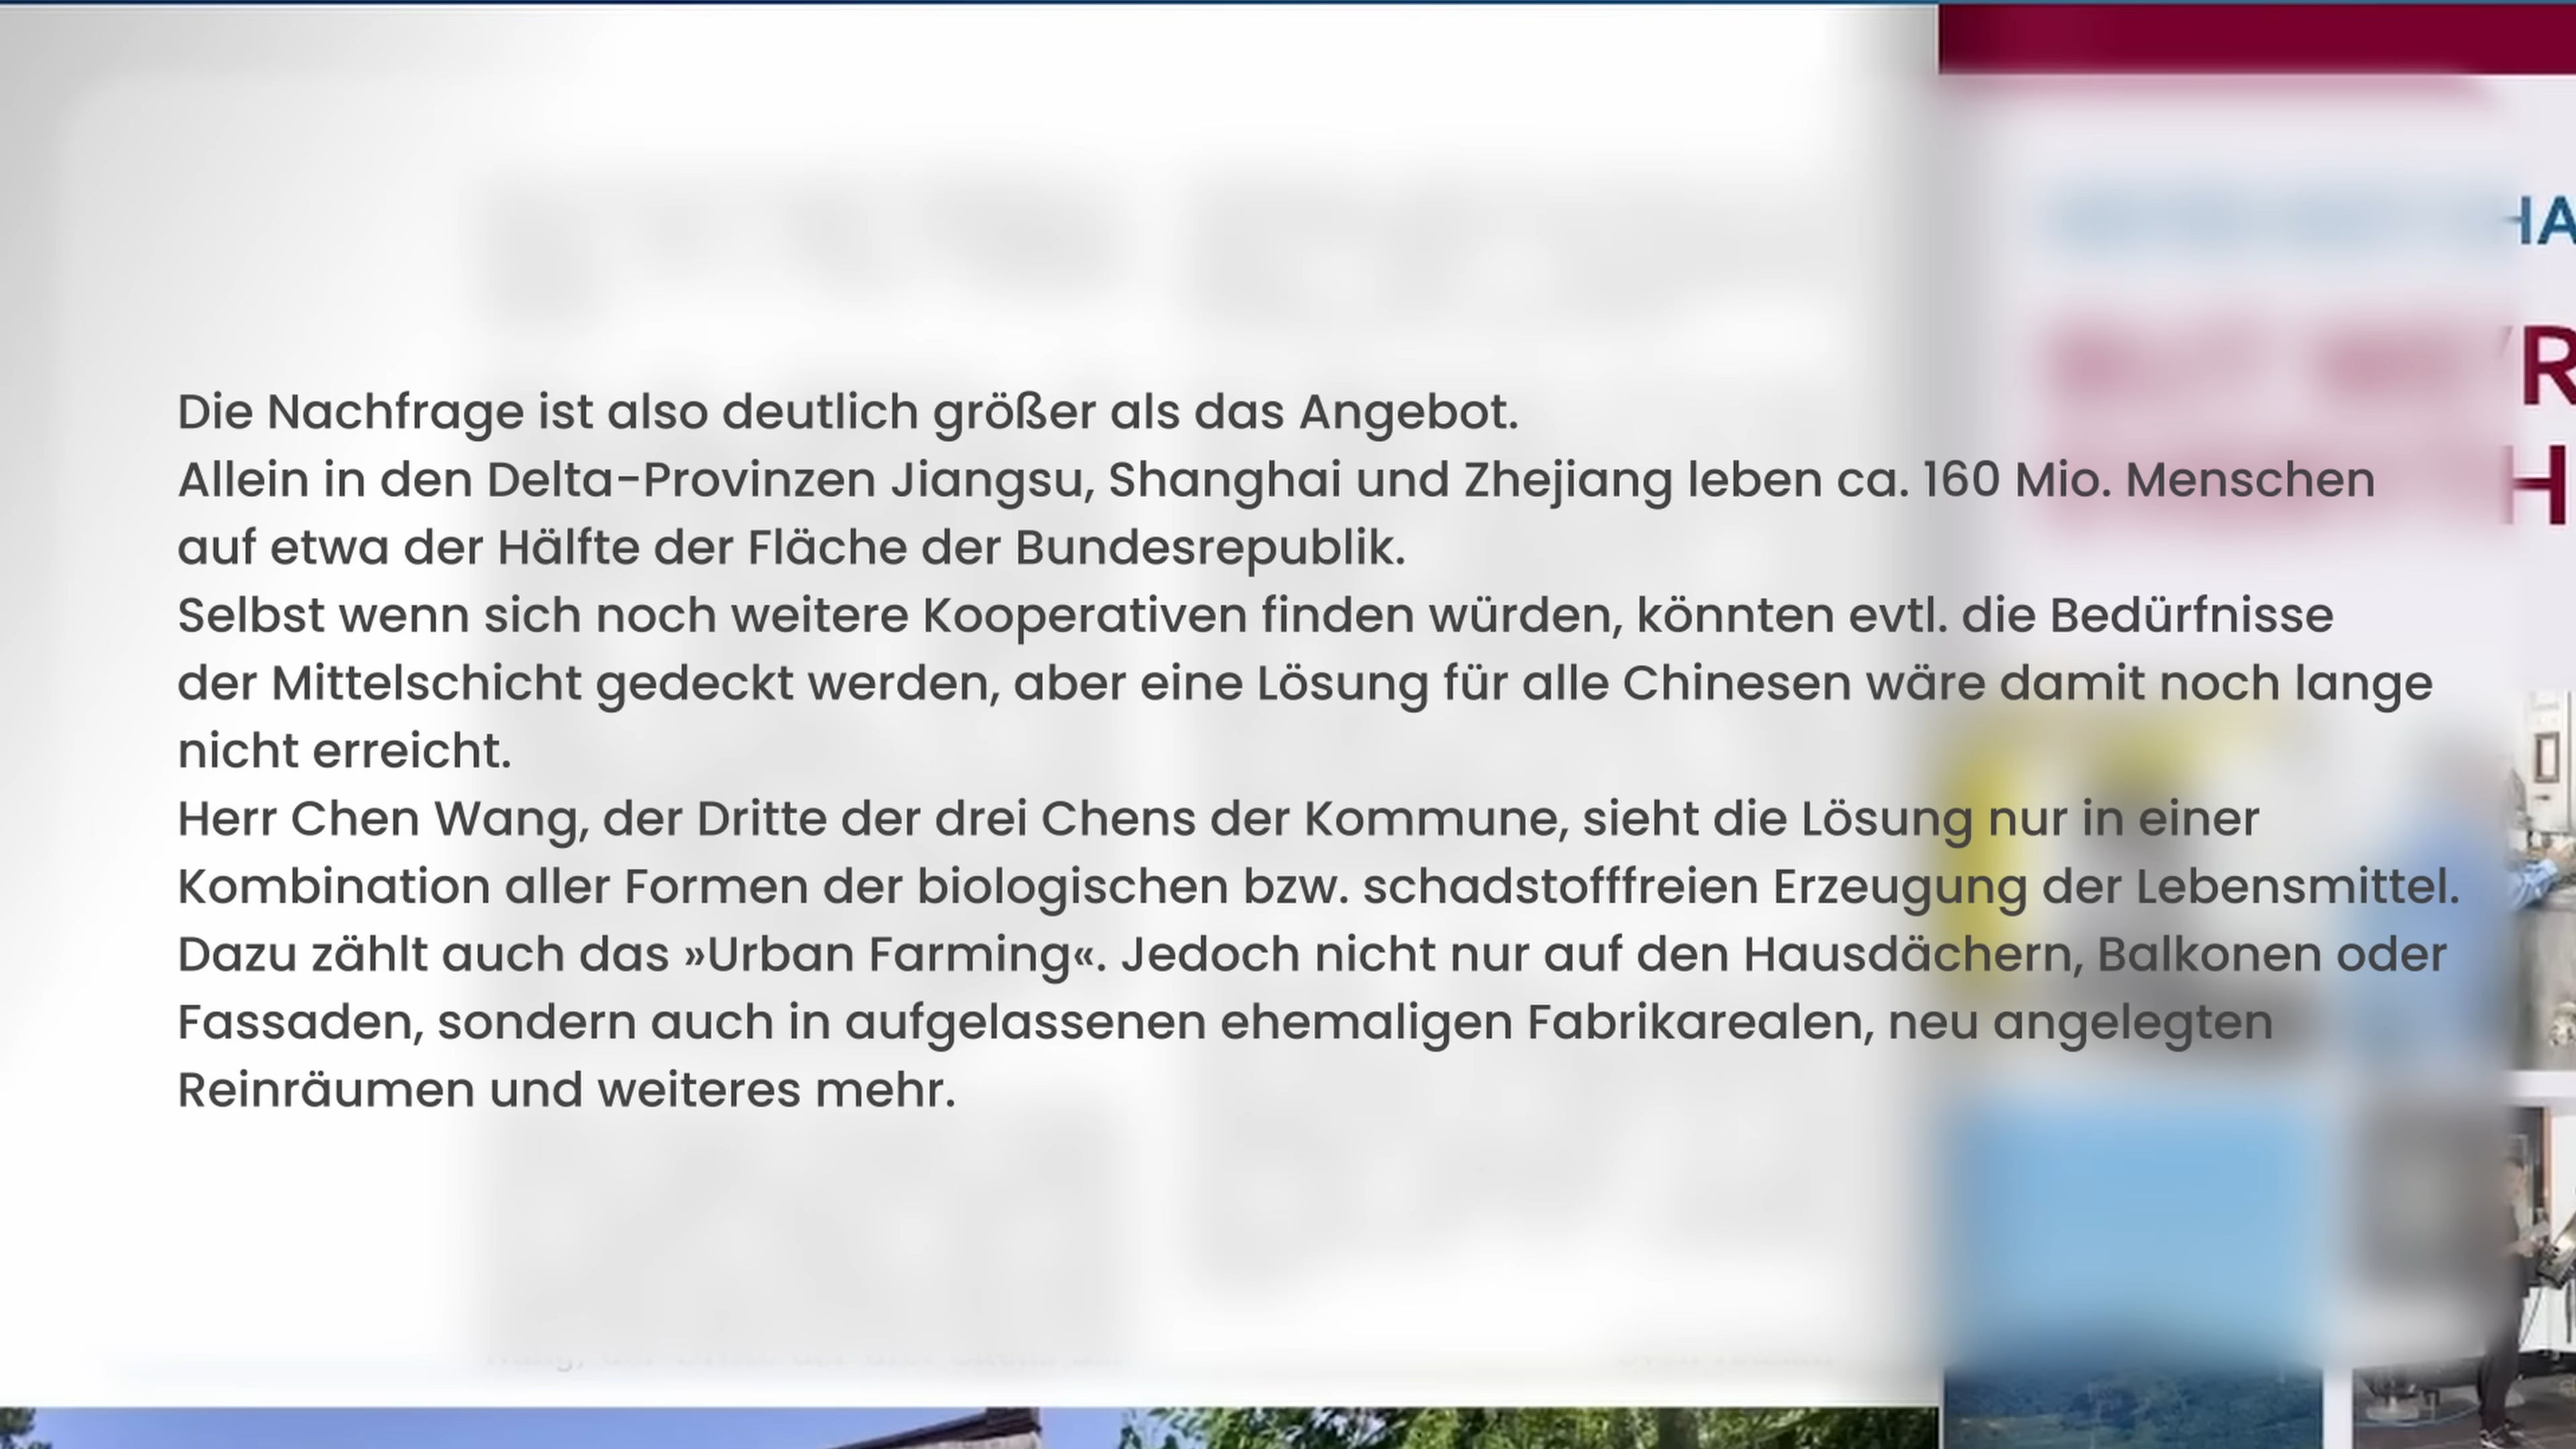 HA
R
H
Die Nachfrage ist also deutlich größer als das Angebot.
Allein in den Delta-Provinzen Jiangsu, Shanghai und Zhejiang leben ca. 160 Mio. Menschen
auf etwa der Hälfte der Fläche der Bundesrepublik.
Selbst wenn sich noch weitere Kooperativen finden würden, könnten evtl. die Bedürfnisse
der Mittelschicht gedeckt werden, aber eine Lösung für alle Chinesen wäre damit noch lange
nicht erreicht.
Herr Chen Wang, der Dritte der drei Chens der Kommune, sieht die Lösung nur in einer
Kombination aller Formen der biologischen bzw. schadstofffreien Erzeugung der Lebensmittel.
Dazu zählt auch das »Urban Farming«. Jedoch nicht nur auf den Hausdächern, Balkonen oder
Fassaden, sondern auch in aufgelassenen ehemaligen Fabrikarealen, neu angelegten
Reinräumen und weiteres mehr.